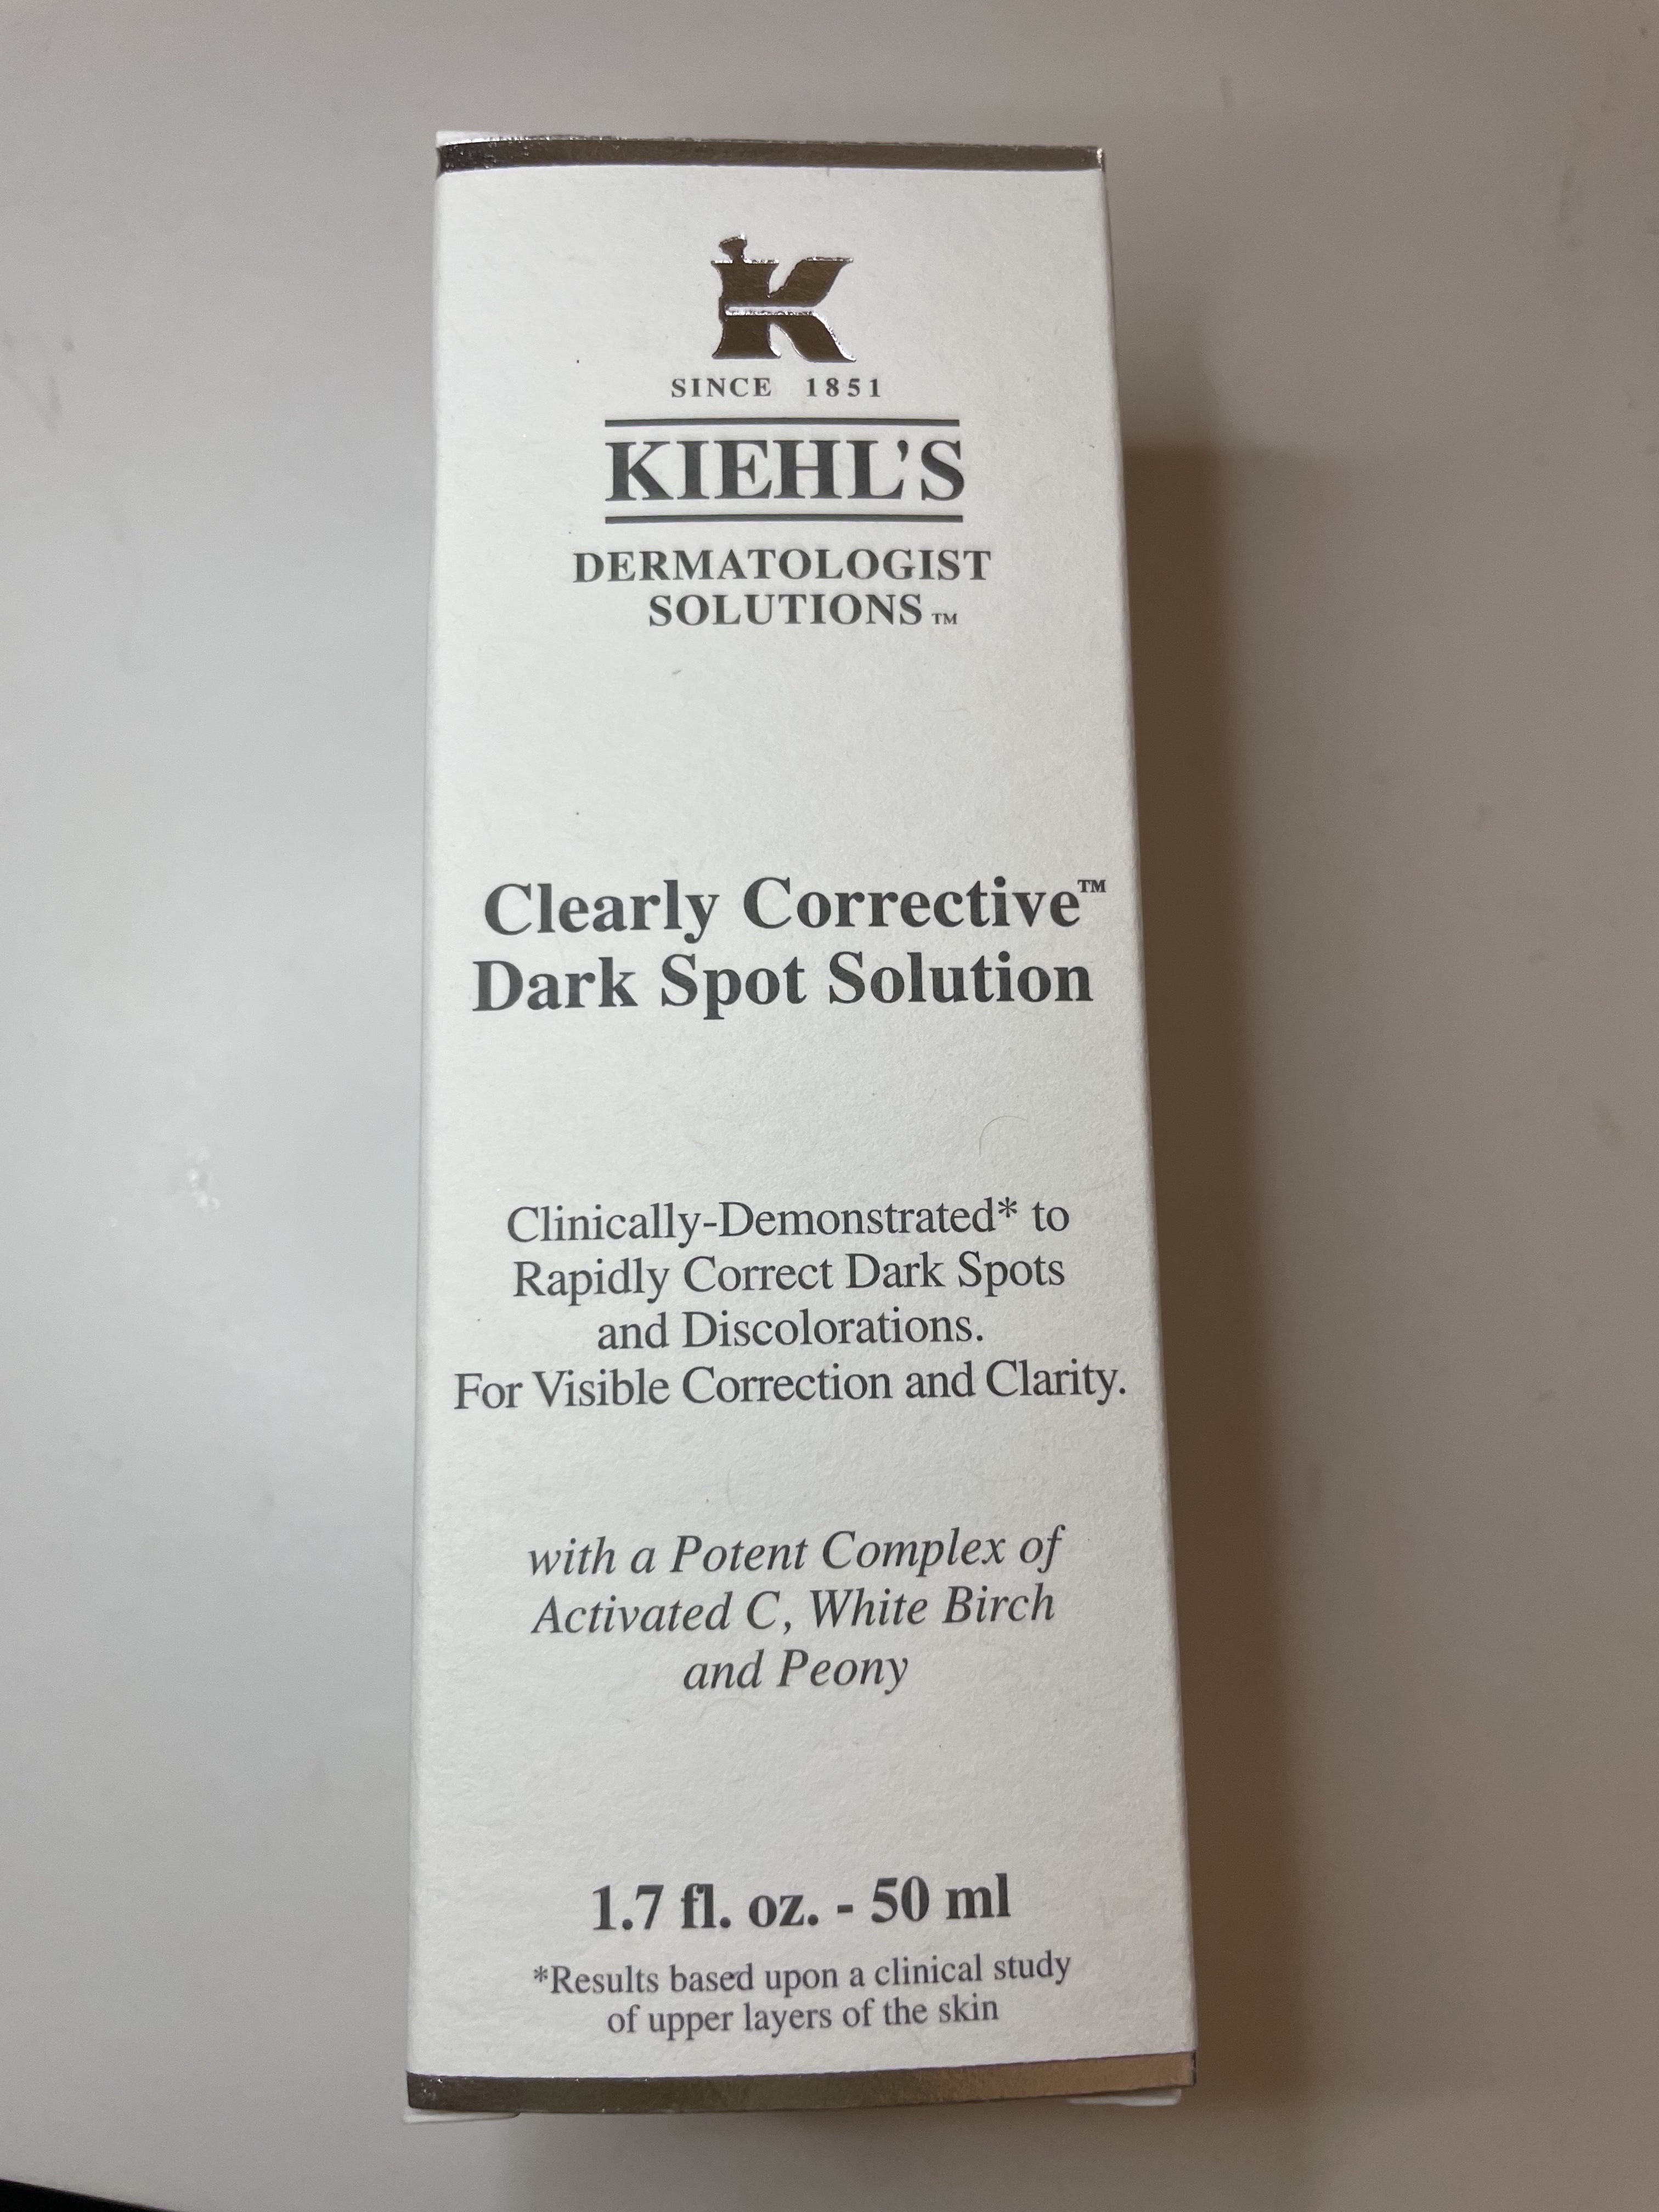 K
SINCE 1851
KIEHL'S
DERMATOLOGIST
SOLUTIONS™
Clearly Corrective™
Dark Spot Solution
Clinically-Demonstrated* to
Rapidly Correct Dark Spots
and Discolorations.
For Visible Correction and Clarity.
with a Potent Complex of
Activated C, White Birch
and Peony
1.7 fl. oz. - 50 ml
*Results based upon a clinical study
of upper layers of the skin